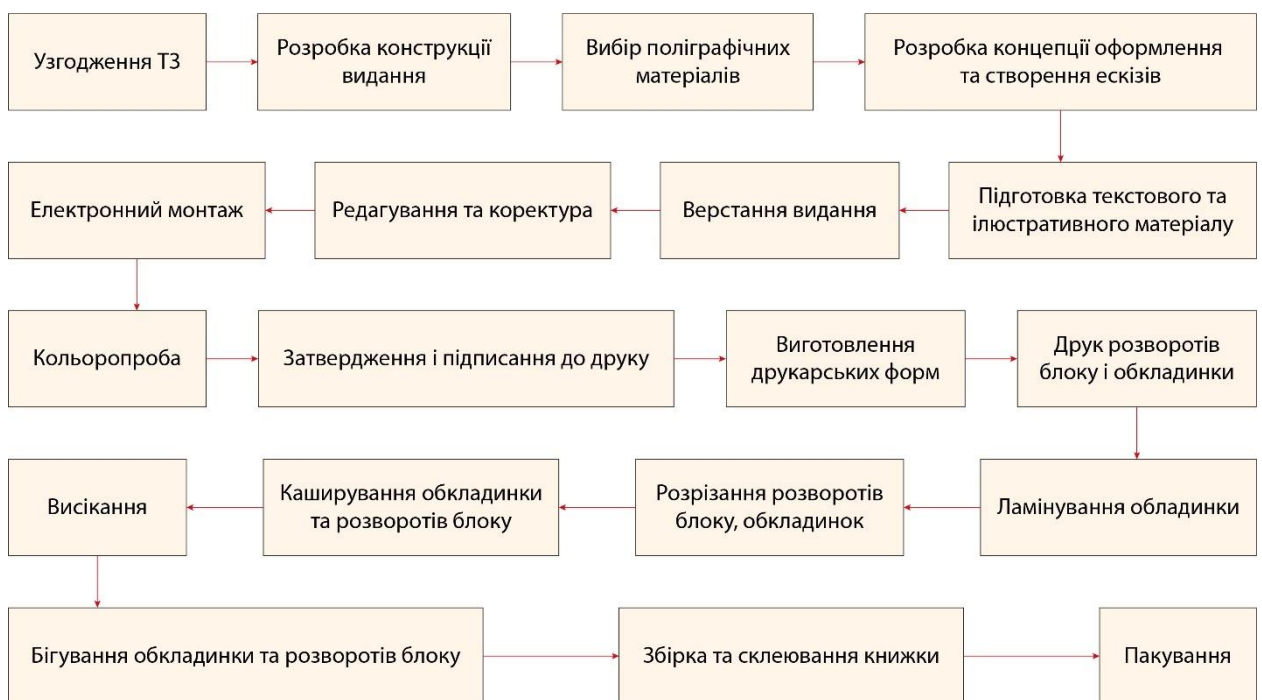 Узгодження ТЗ
Розробка конструкції
видання
Вибір поліграфічних
матеріалів
Розробка концепції оформлення
та створення ескізів
Підготовка текстового та
ілюстративного матеріалу
Верстання видання
Редагування та коректура
Електронний монтаж
Кольоропроба
Затвердження і підписання до друку
Виготовлення
друкарських форм
Друк розворотів
блоку і обкладинки
Ламінування обладинки
Розрізання розворотів
блоку, обкладинок
Каширування обкладинки
та розворотів блоку
Висікання
Бігування обкладинки та розворотів блоку
Збірка та склеювання книжки
Пакування